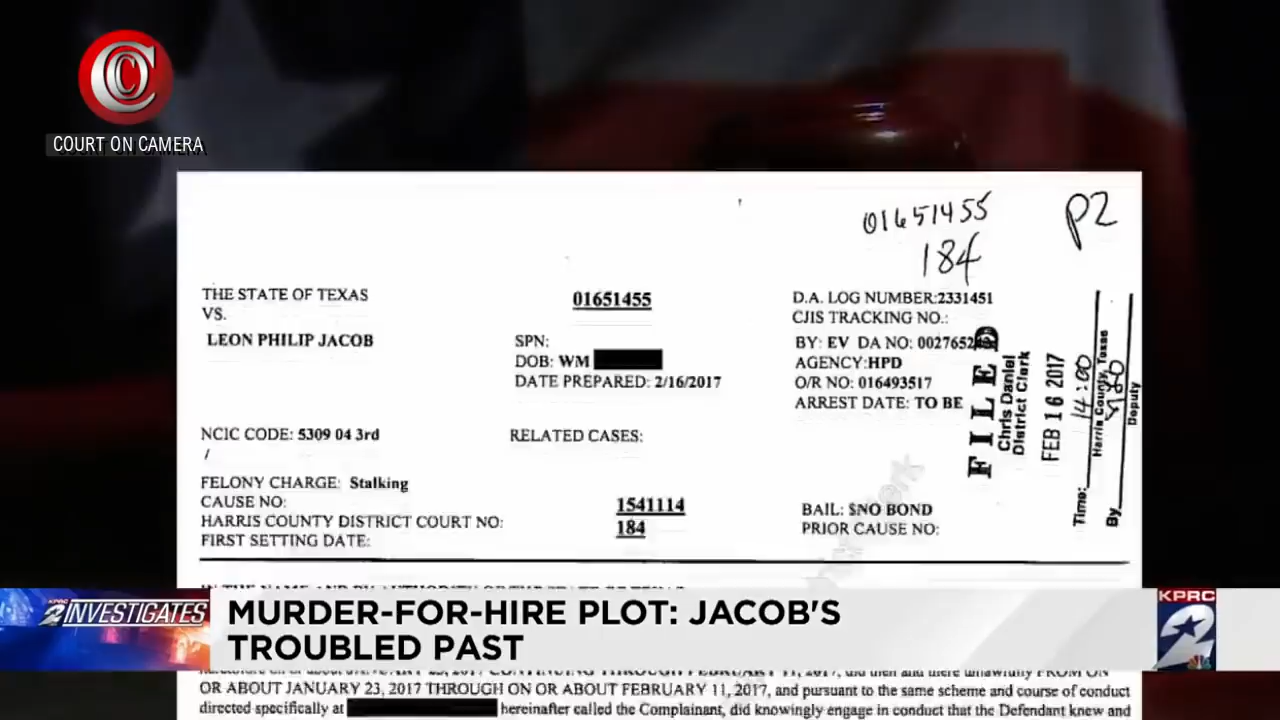 COURT ON CAMERA
01651455
184
P2
THE STATE OF TEXAS
VS.
LEON PHILIP JACOB
01651455
SPN:
DOB: WM
DATE PREPARED: 2/16/2017
D.A. LOG NUMBER:2331451
CJIS TRACKING NO.:
BY: EV DA NO: 002765
AGENCY:HPD
O/R NO: 016493517
ARREST DATE: TO BE
FILED
Chris Daniel
District Clerk
FEB 16 2017
Time: 14:00
Harris County, Texas
By
Deputy
NCIC CODE: 5309 04 3rd
/
RELATED CASES:
FELONY CHARGE: Stalking
CAUSE NO:
HARRIS COUNTY DISTRICT COURT NO:
FIRST SETTING DATE:
1541114
184
BAIL: $NO BOND
PRIOR CAUSE NO:
KPRC 2 INVESTIGATES
MURDER-FOR-HIRE PLOT: JACOB'S
TROUBLED PAST
KPRC
2
OR ABOUT JANUARY 23, 2017 THROUGH ON OR ABOUT FEBRUARY 11, 2017, and pursuant to the same scheme and course of conduct
directed specifically at hereinafter called the Complainant, did knowingly engage in conduct that the Defendant knew and